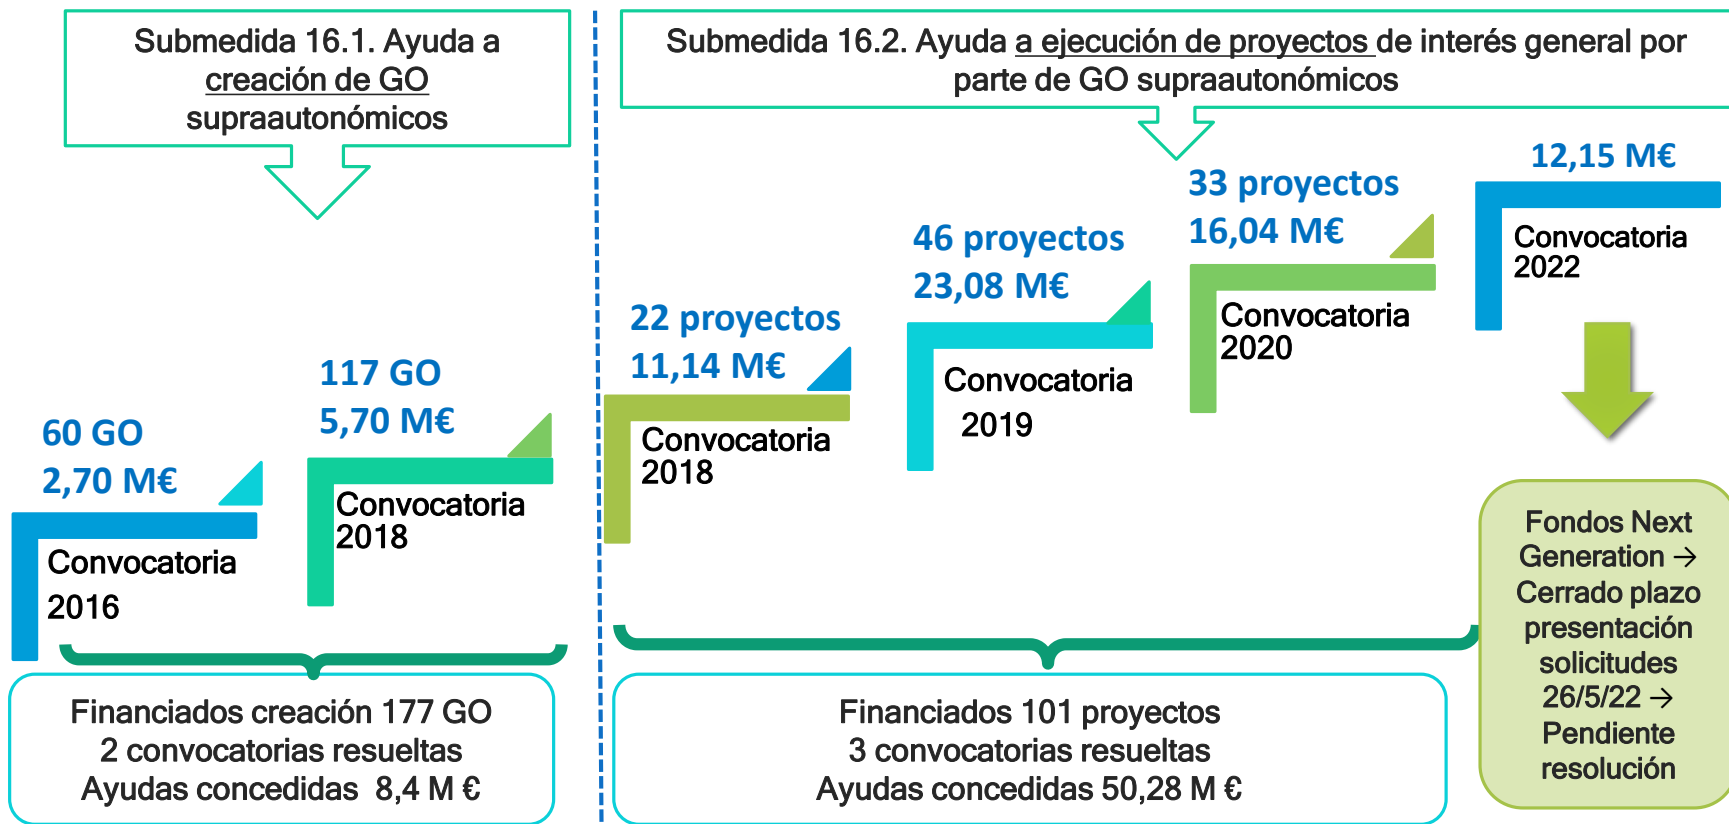 Submedida 16.1. Ayuda a
creación de GO
supraautonómicos
60 GO
2,70 M€
Convocatoria
2016
117 GO
5,70 M€
Convocatoria
2018
Financiados creación 177 GO
2 convocatorias resueltas
Ayudas concedidas 8,4 M €
Submedida 16.2. Ayuda a ejecución de proyectos de interés general por
parte de GO supraautonómicos
22 proyectos
11,14 M€
Convocatoria
2018
46 proyectos
23,08 M€
Convocatoria
2019
33 proyectos
16,04 M€
Convocatoria
2020
12,15 M€
Convocatoria
2022
Financiados 101 proyectos
3 convocatorias resueltas
Ayudas concedidas 50,28 M €
Fondos Next
Generation →
Cerrado plazo
presentación
solicitudes
26/5/22 →
Pendiente
resolución